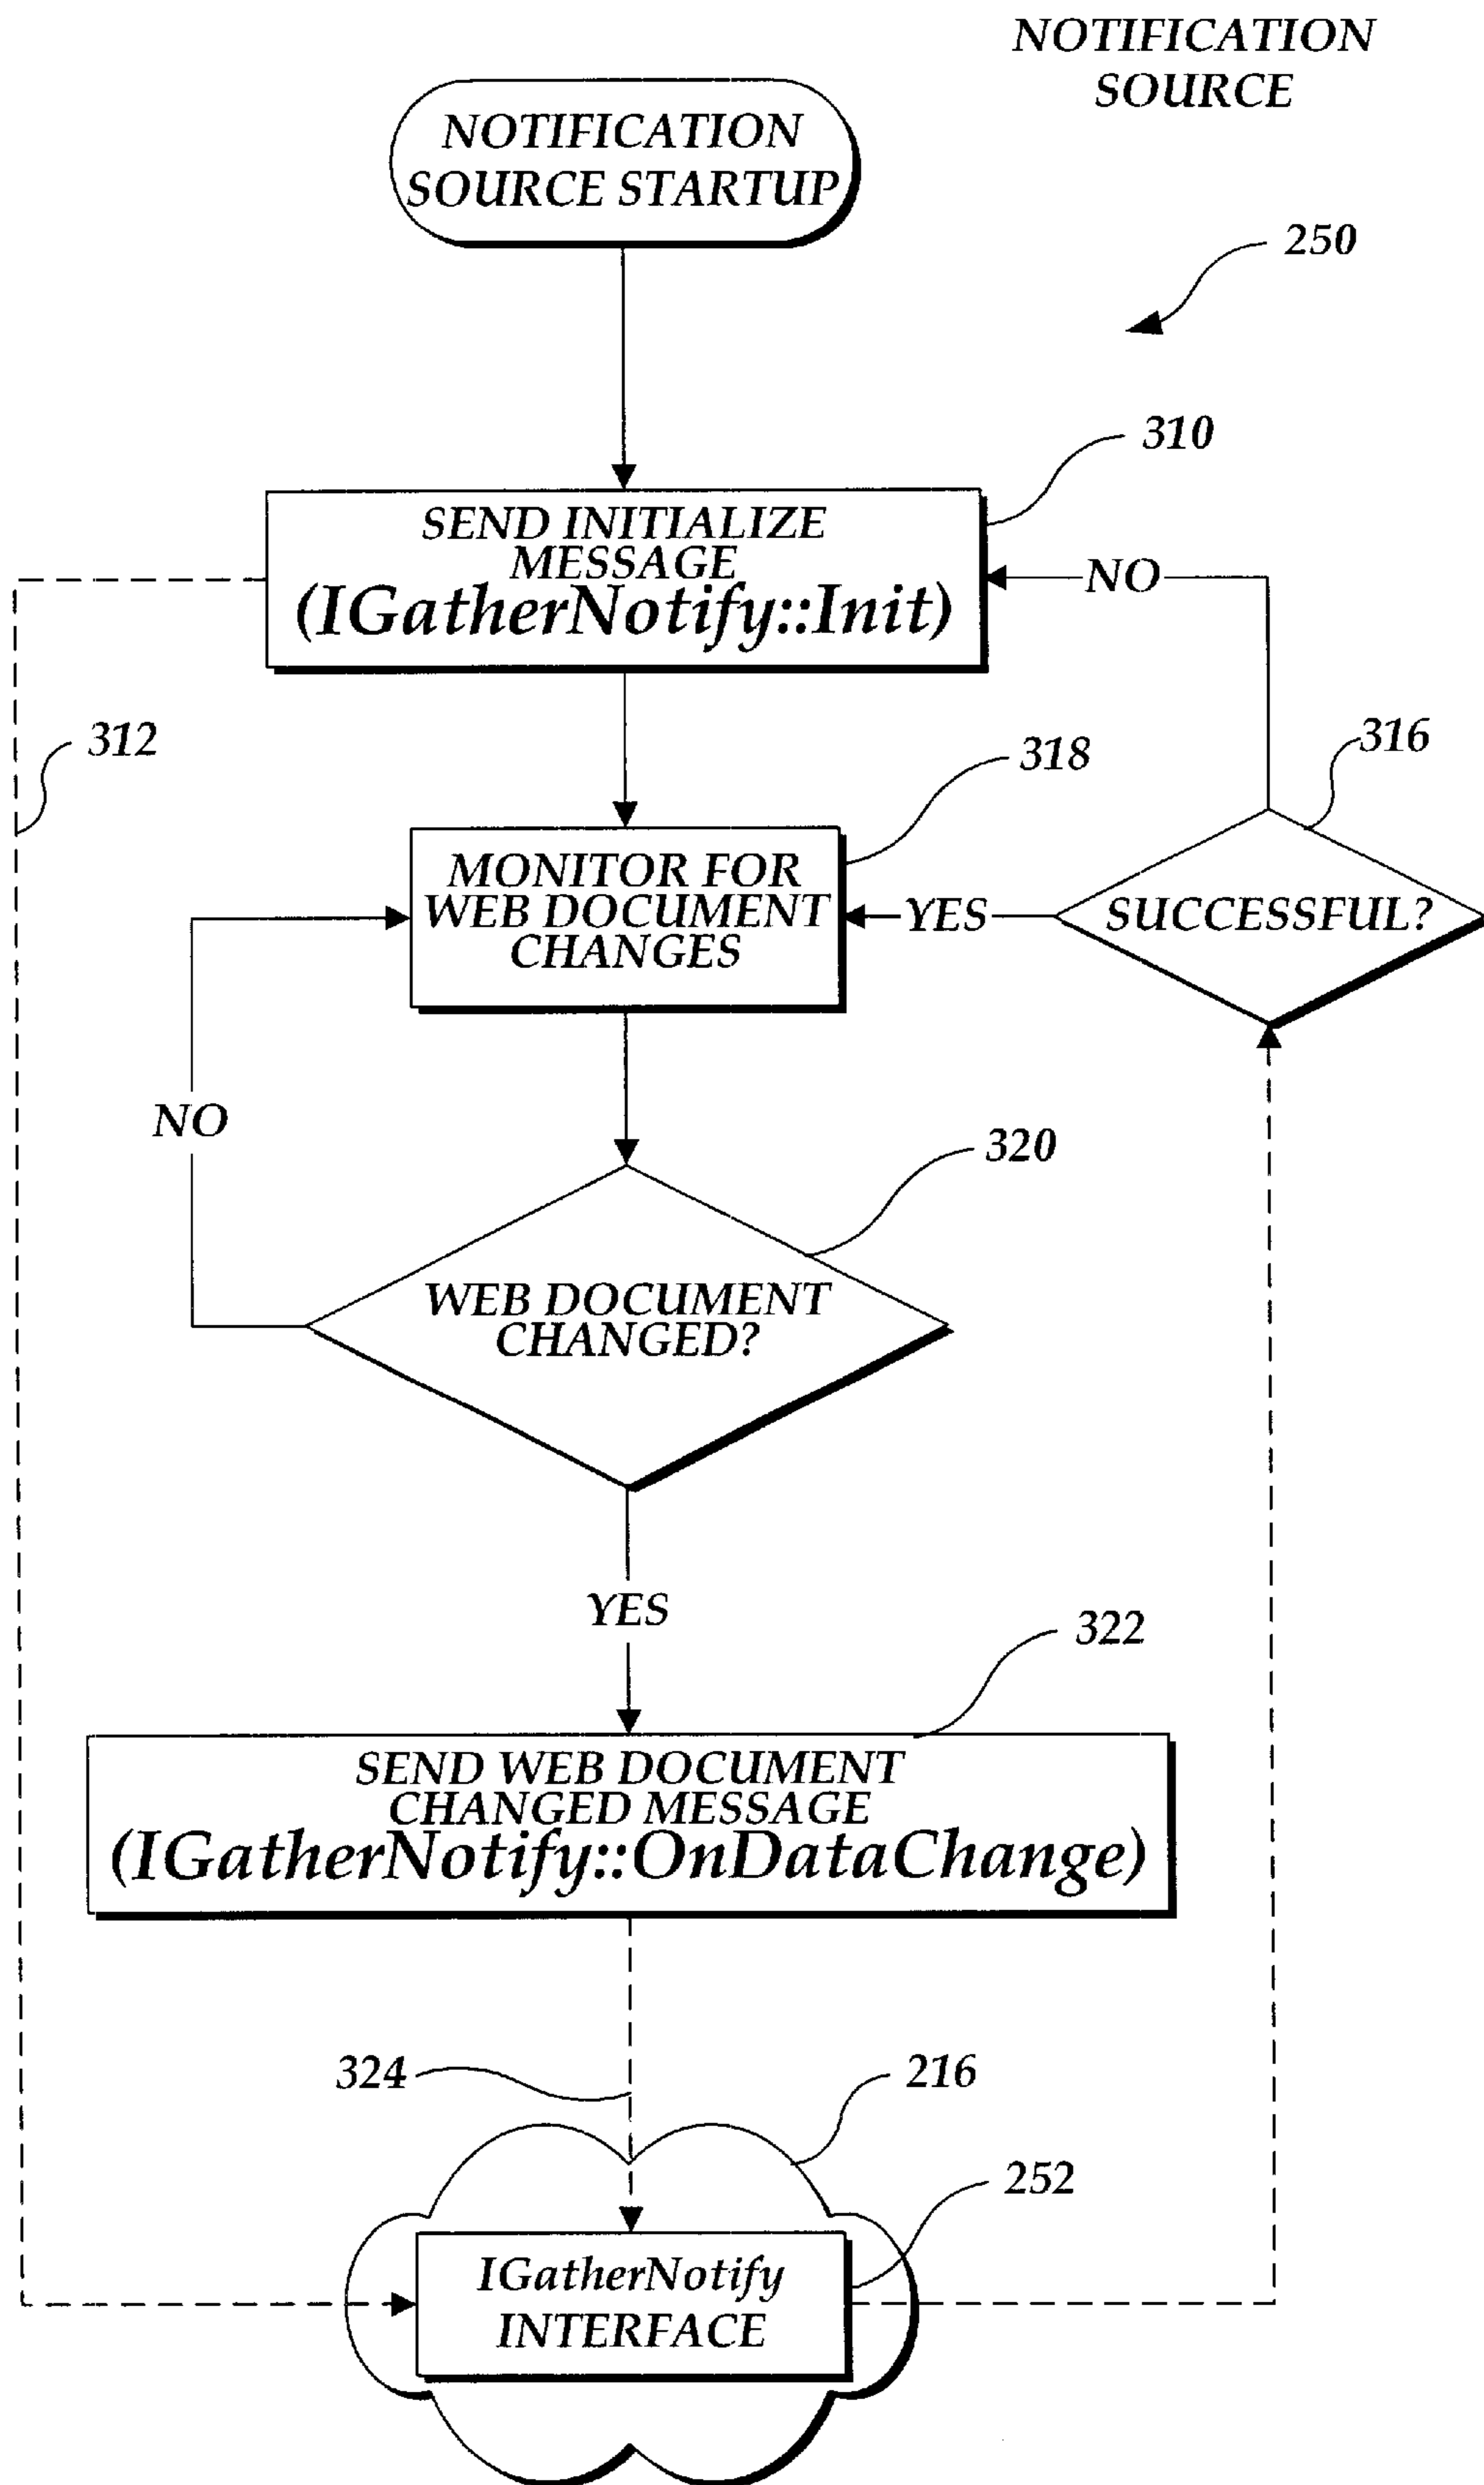 NOTIFICATION
SOURCE
NOTIFICATION
SOURCE STARTUP
250
310
SEND INITIALIZE
MESSAGE
(IGatherNotify::Init)
NO
312
318
316
MONITOR FOR
WEB DOCUMENT
CHANGES
YES
SUCCESSFUL?
NO
320
WEB DOCUMENT
CHANGED?
YES
322
SEND WEB DOCUMENT
CHANGED MESSAGE
(IGatherNotify::OnDataChange)
324
216
252
IGatherNotify
INTERFACE